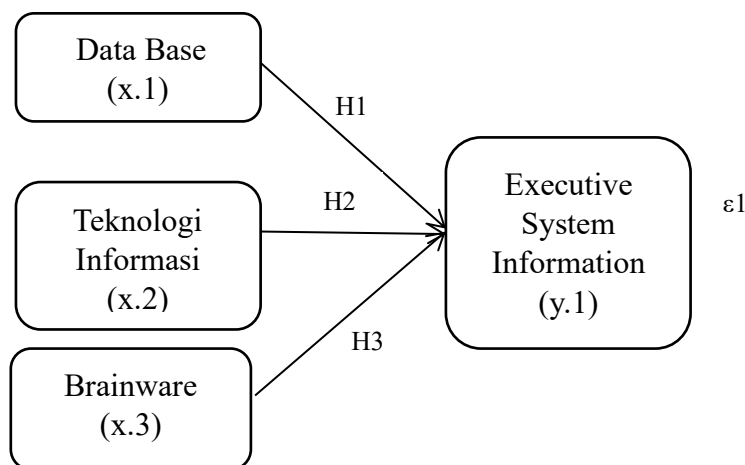 Data Base
(x.1)
H1
Teknologi
Informasi
(x.2)
H2
Executive
System
Information
(y.1)
ε1
H3
Brainware
(x.3)